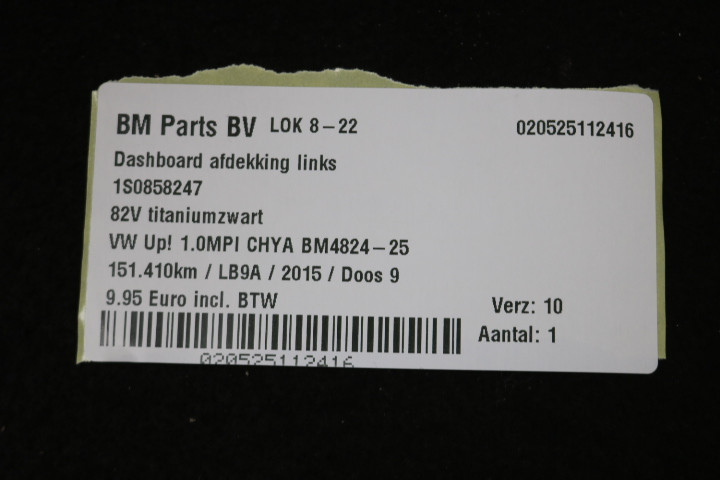 BM Parts BV LOK 8-22 020525112416
Dashboard afdekking links
1S0858247
82V titaniumzwart
VW Up! 1.0MPI CHYA BM4824-25
151.410km / LB9A / 2015 / Doos 9
9.95 Euro incl. BTW Verz: 10
Aantal: 1
020525112416